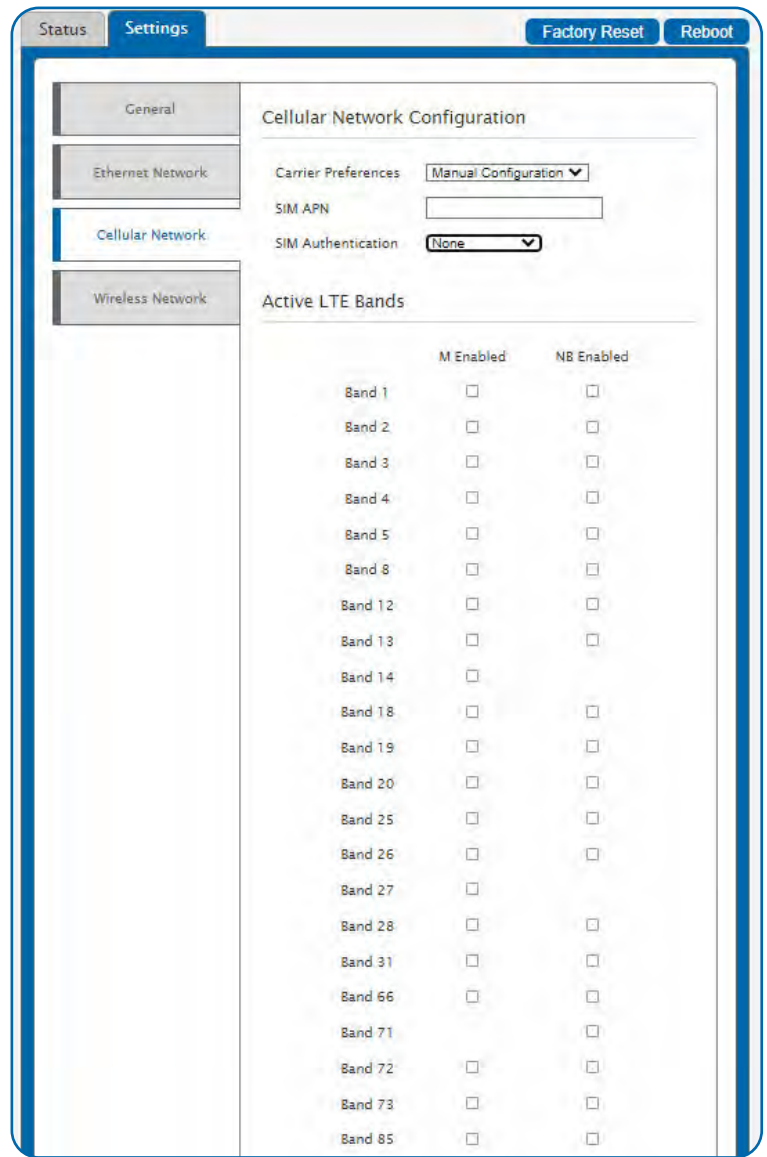 Status Settings Factory Reset Reboot
General
Ethernet Network
Cellular Network
Wireless Network
Cellular Network Configuration
Carrier Preferences Manual Configuration
SIM APN
SIM Authentication None
Active LTE Bands
M Enabled NB Enabled
Band 1
Band 2
Band 3
Band 4
Band 5
Band 8
Band 12
Band 13
Band 14
Band 18
Band 19
Band 20
Band 25
Band 26
Band 27
Band 28
Band 31
Band 66
Band 71
Band 72
Band 73
Band 85